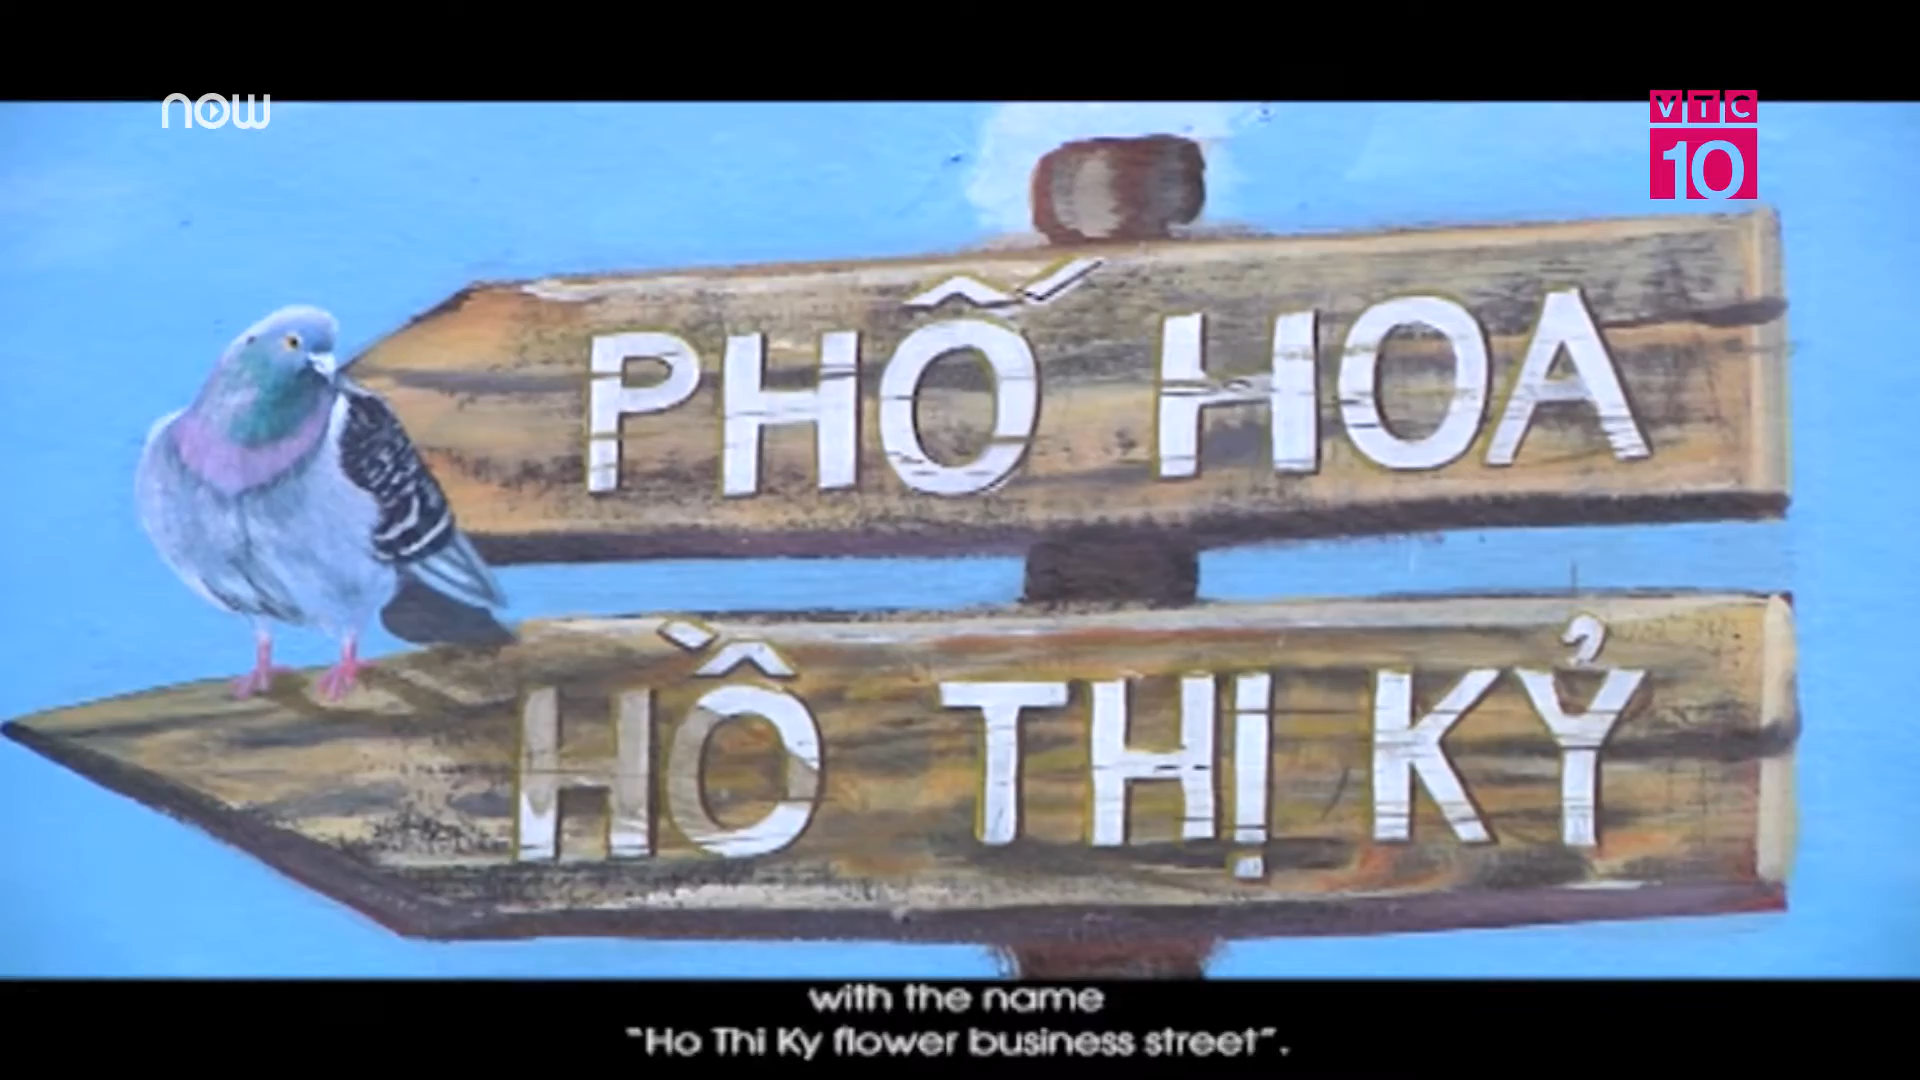 now
VTC
10
PHỐ HOA
HỒ THỊ KỶ
with the name
"Ho Thi Ky flower business street".